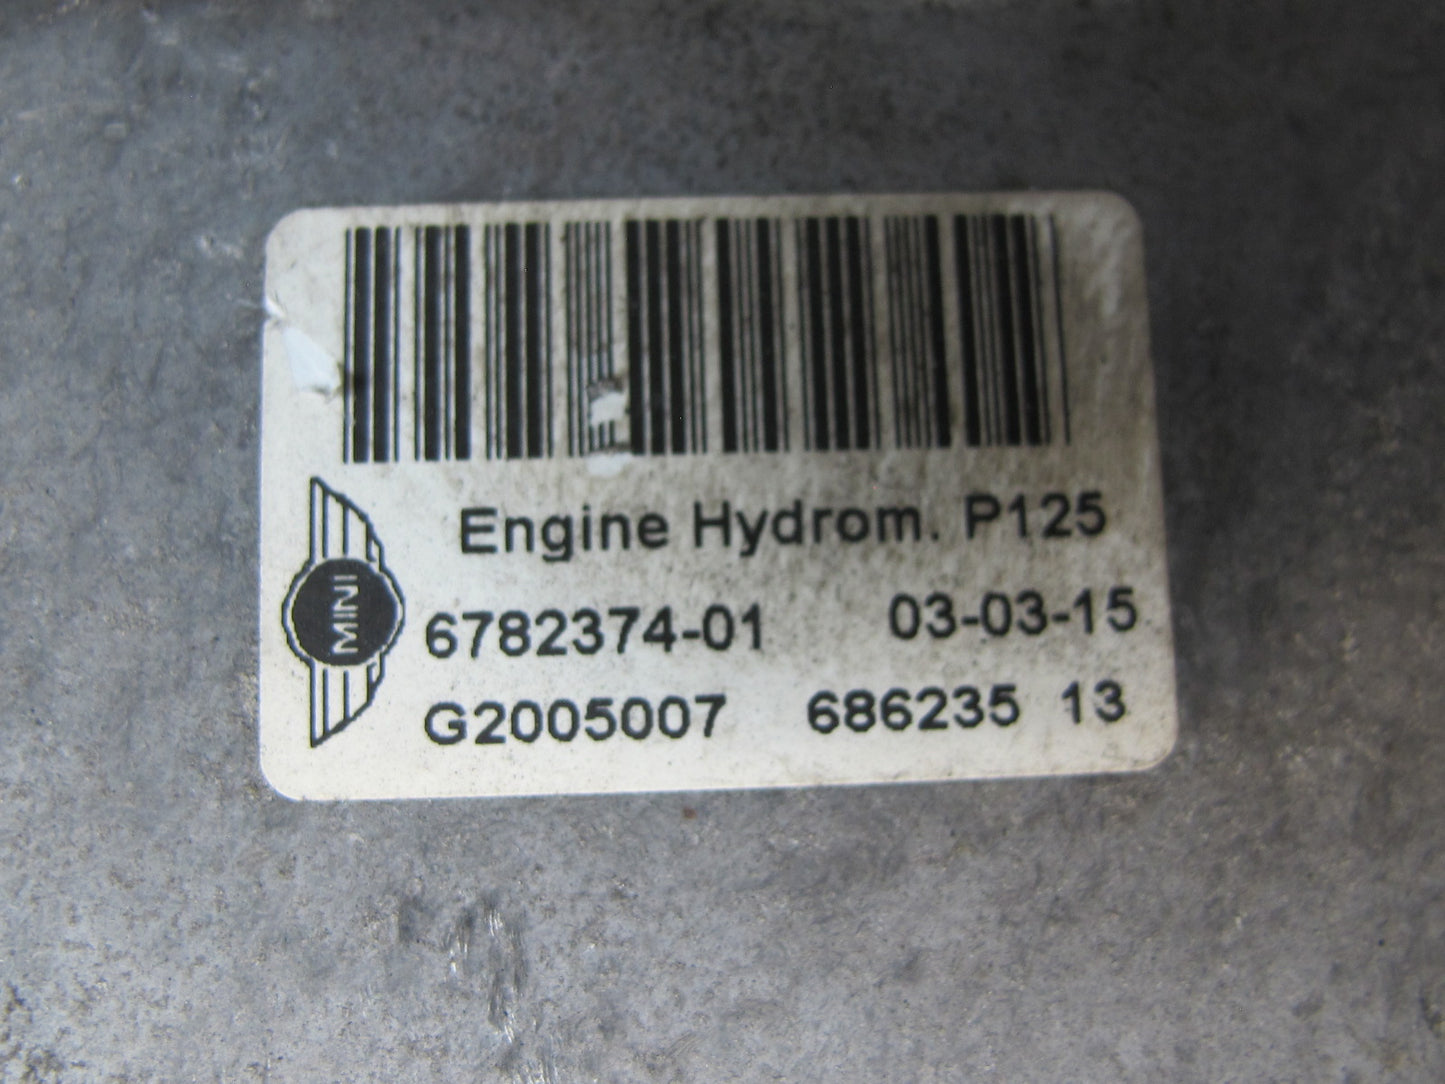 Engine Hydrom. P125
MINI
6782374-01 03-03-15
G2005007 686235 13